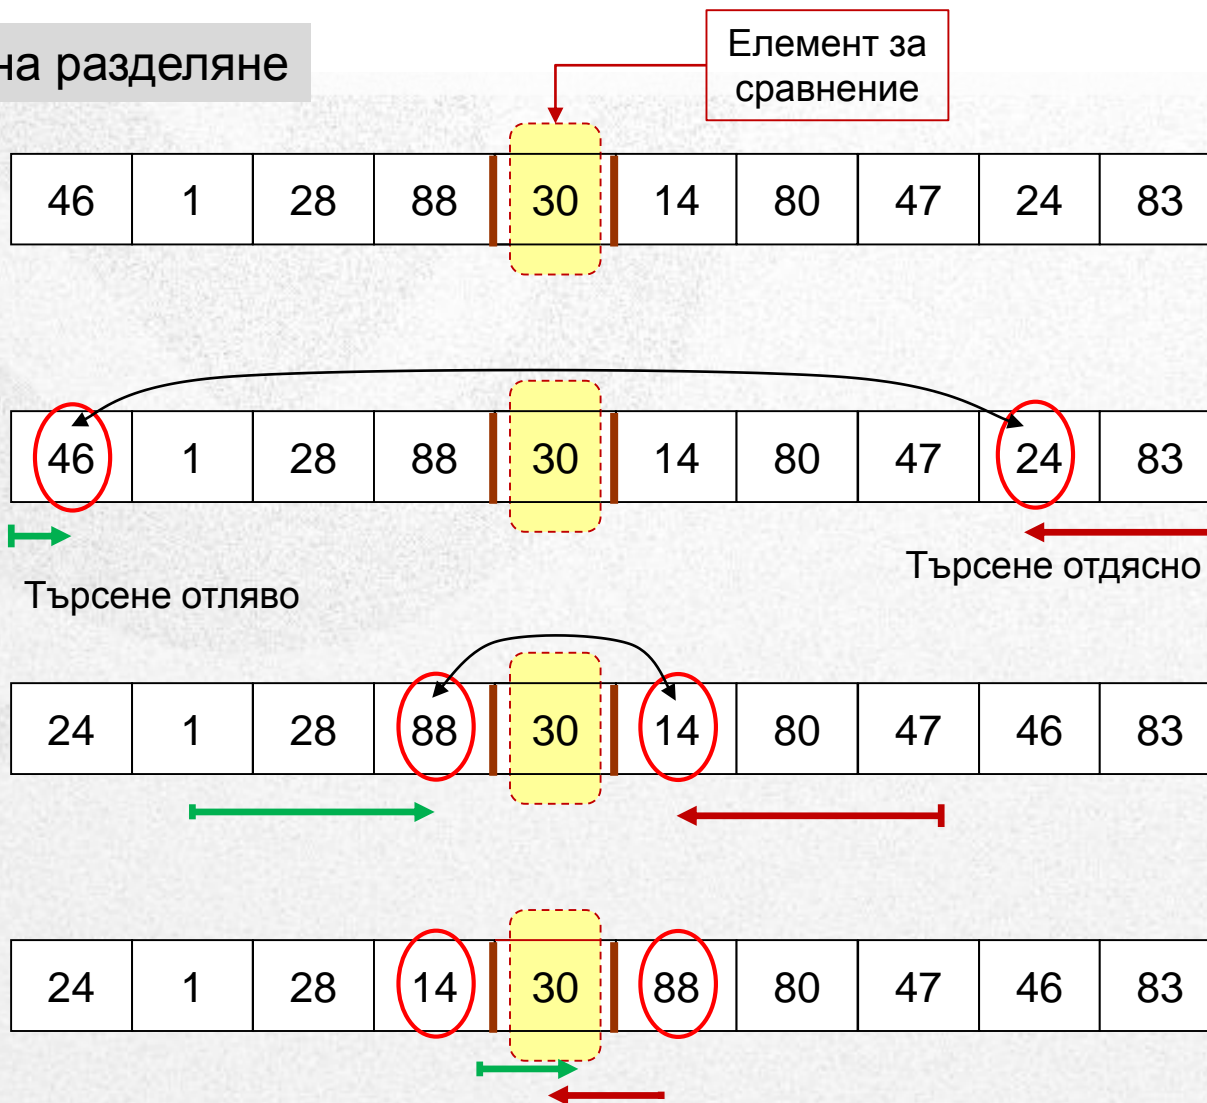 на разделяне
Елемент за
сравнение
46 1 28 88 30 14 80 47 24 83
46 1 28 88 30 14 80 47 24 83
Търсене отдясно
Търсене отляво
24 1 28 88 30 14 80 47 46 83
24 1 28 14 30 88 80 47 46 83